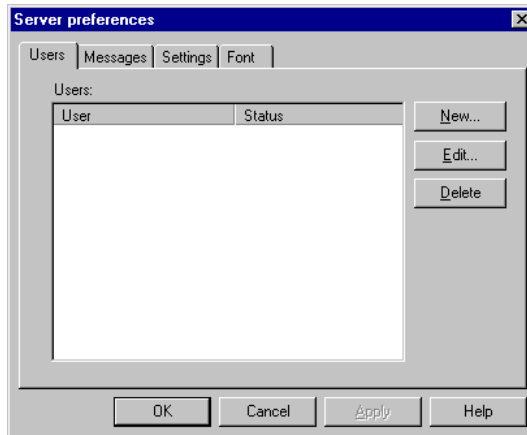 Server preferences
Users Messages Settings Font
Users:
User Status
New...
Edit...
Delete
OK Cancel Apply Help